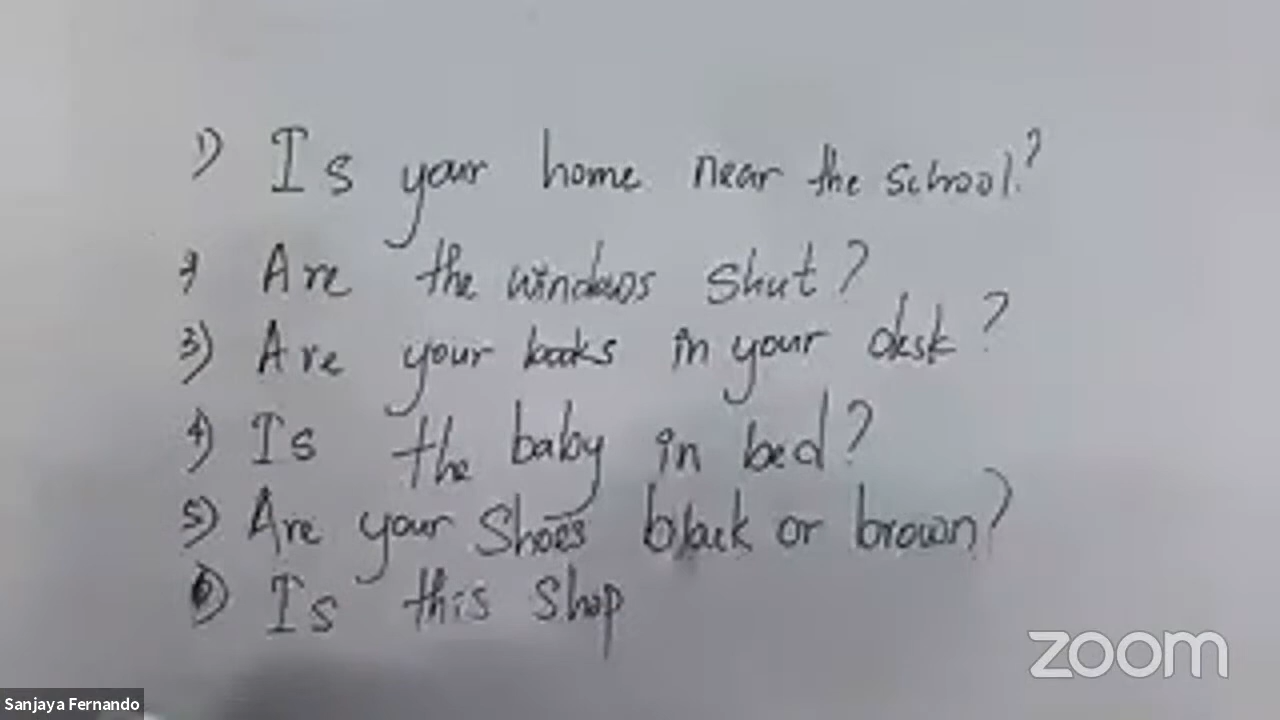 1) Is your home near the school?
2) Are the windows shut?
3) Are your books in your desk?
4) Is the baby in bed?
5) Are your shoes black or brown?
6) Is this shop
zoom
Sanjaya Fernando